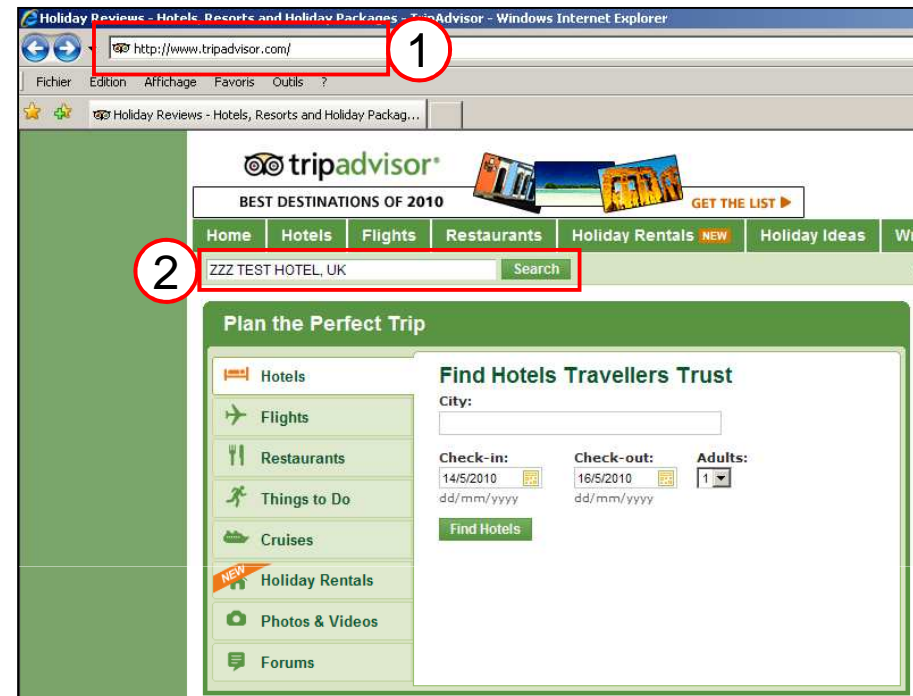 Holiday Reviews - Hotels, Resorts and Holiday Packages - TripAdvisor - Windows Internet Explorer
http://www.tripadvisor.com/
1
Fichier Edition Affichage Favoris Outils ?
Holiday Reviews - Hotels, Resorts and Holiday Packag...
tripadvisor
BEST DESTINATIONS OF 2010 GET THE LIST
Home Hotels Flights Restaurants Holiday Rentals NEW Holiday Ideas
2
ZZZ TEST HOTEL, UK Search
Plan the Perfect Trip
Hotels
Flights
Restaurants
Things to Do
Cruises
NEW Holiday Rentals
Photos & Videos
Forums
Find Hotels Travellers Trust
City:
Check-in: Check-out: Adults:
14/5/2010 16/5/2010 1
dd/mm/yyyy dd/mm/yyyy
Find Hotels